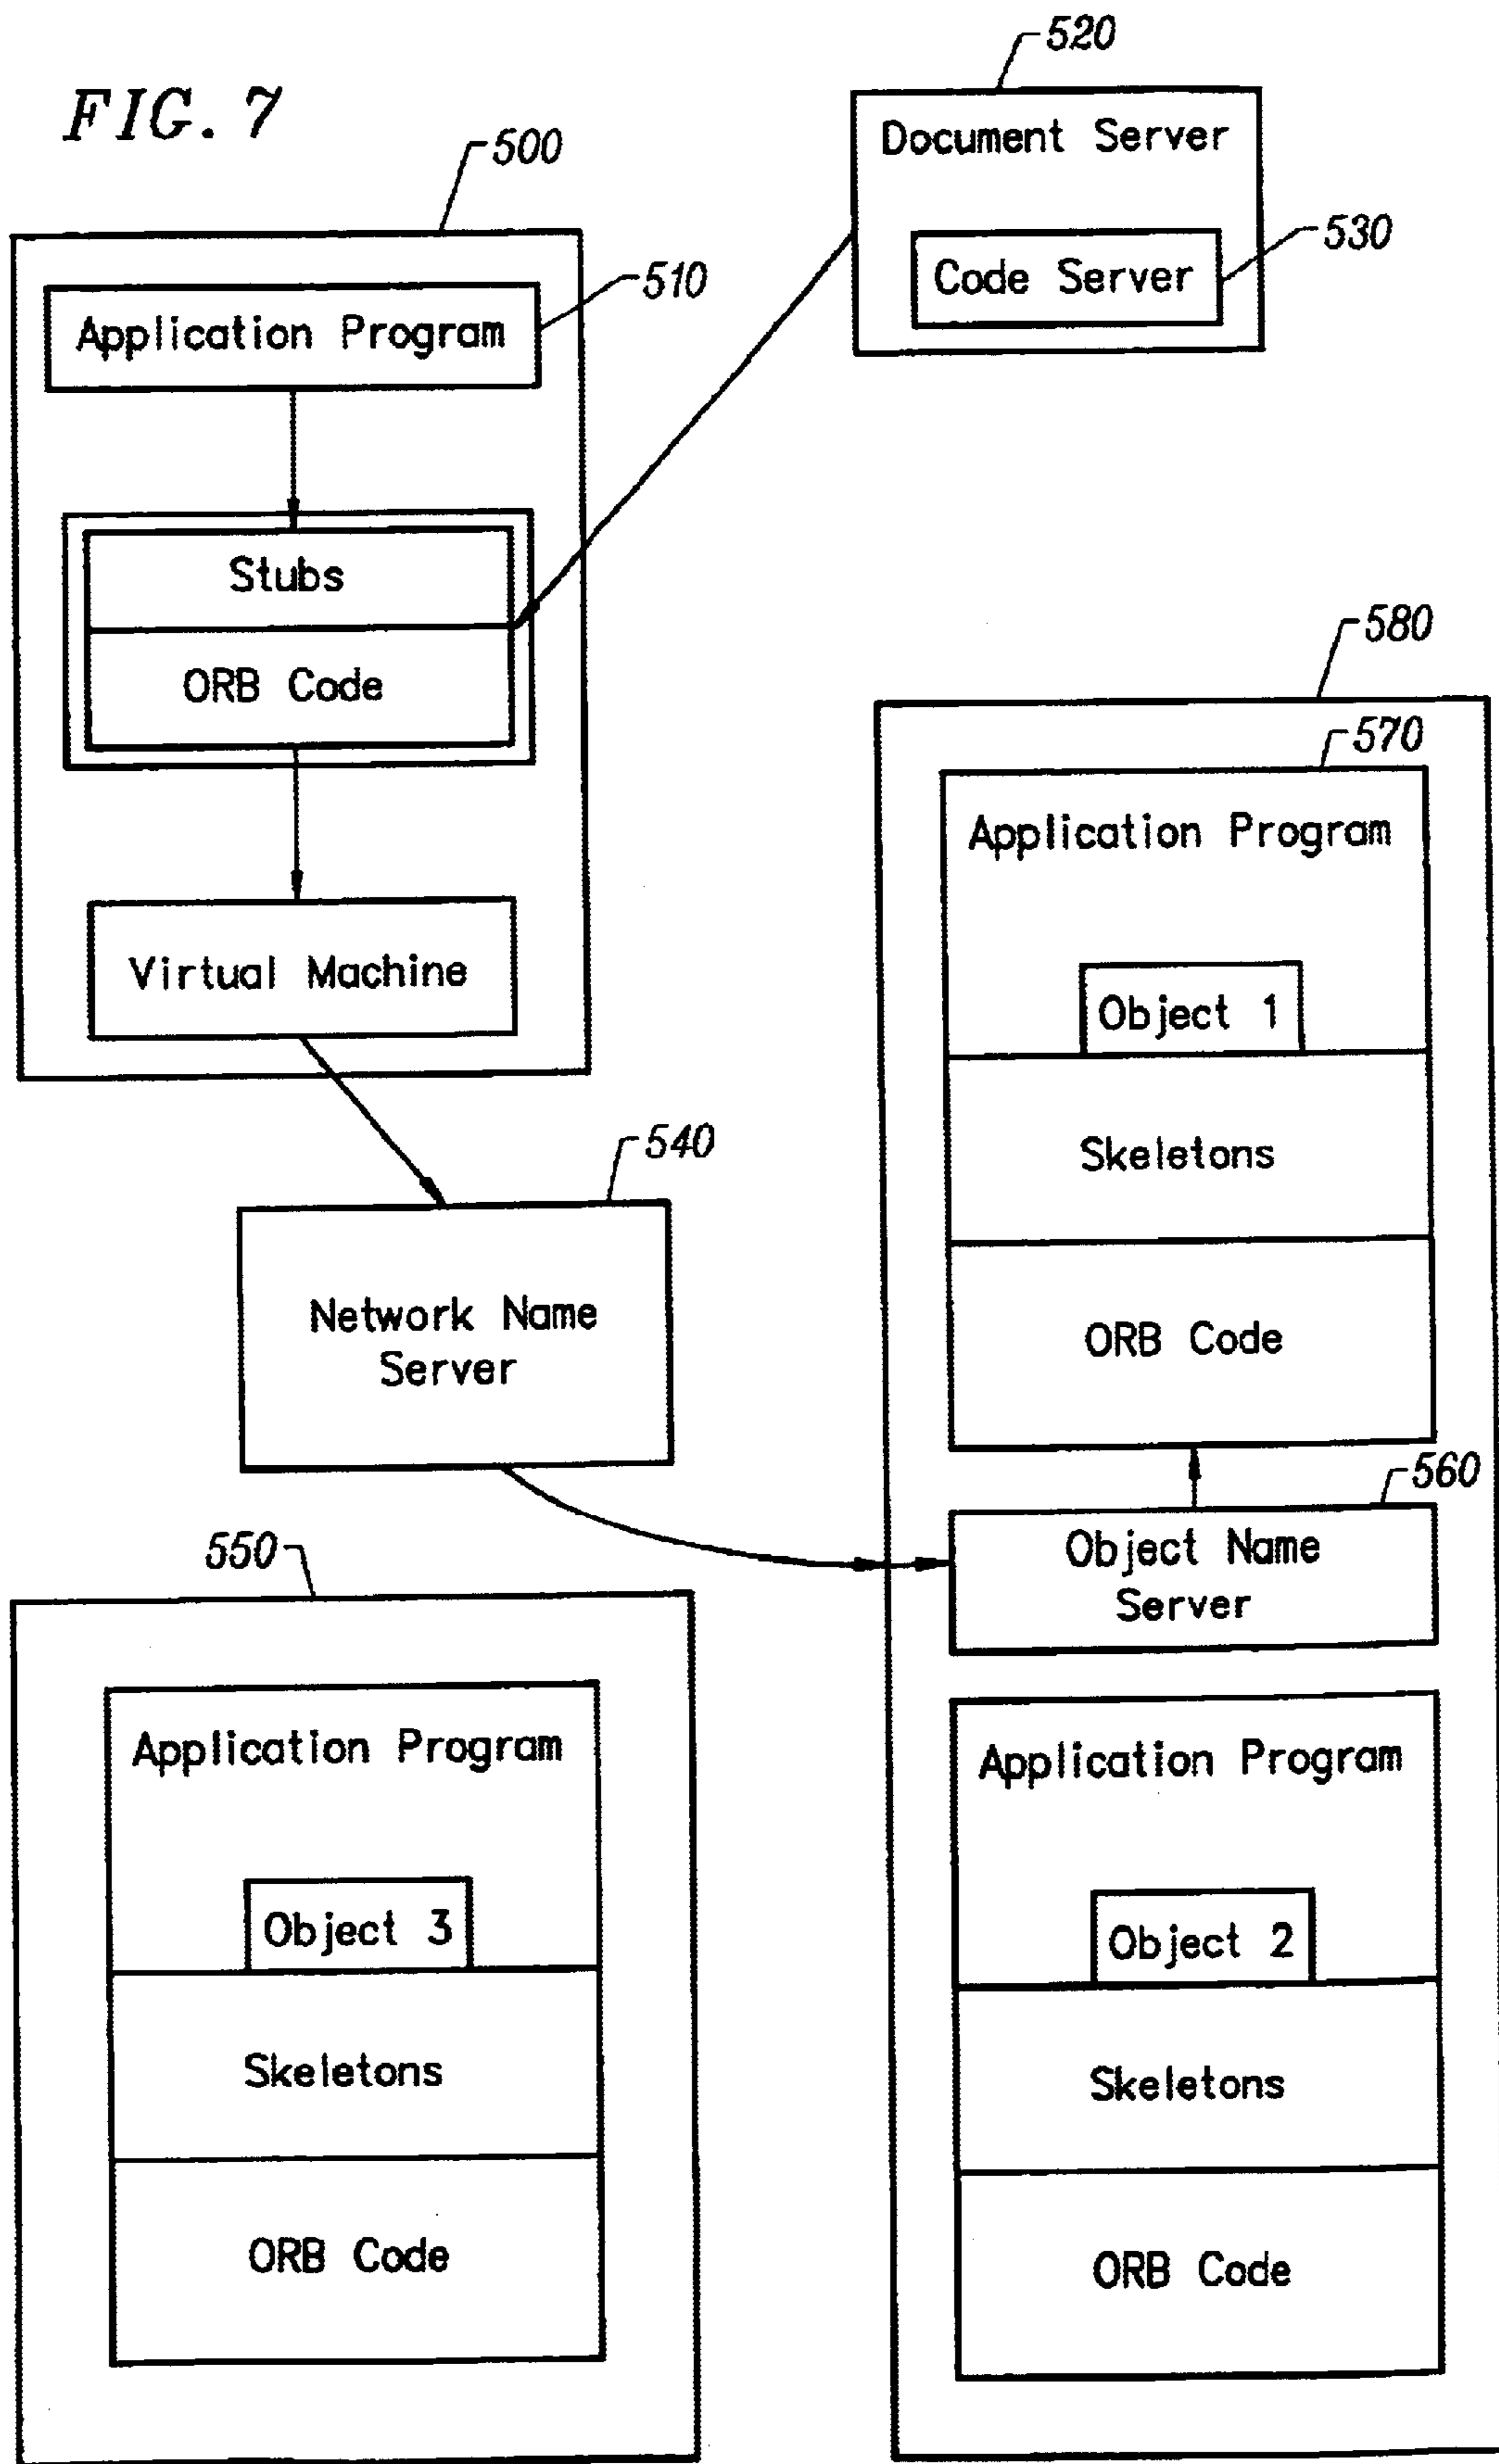 FIG. 7
500
Application Program
510
Stubs
ORB Code
Virtual Machine
520
Document Server
Code Server
530
540
Network Name
Server
550
Application Program
Object 3
Skeletons
ORB Code
580
570
Application Program
Object 1
Skeletons
ORB Code
560
Object Name
Server
Application Program
Object 2
Skeletons
ORB Code